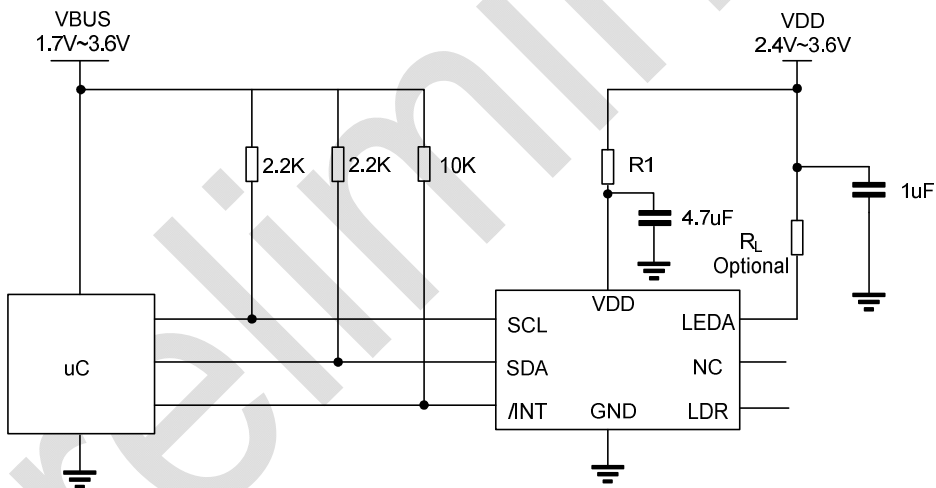 VBUS
1.7V~3.6V
VDD
2.4V~3.6V
2.2K
2.2K
10K
R1
4.7uF
1uF
RL
Optional
uC
VDD
SCL
LEDA
SDA
NC
/INT
GND
LDR
relimin